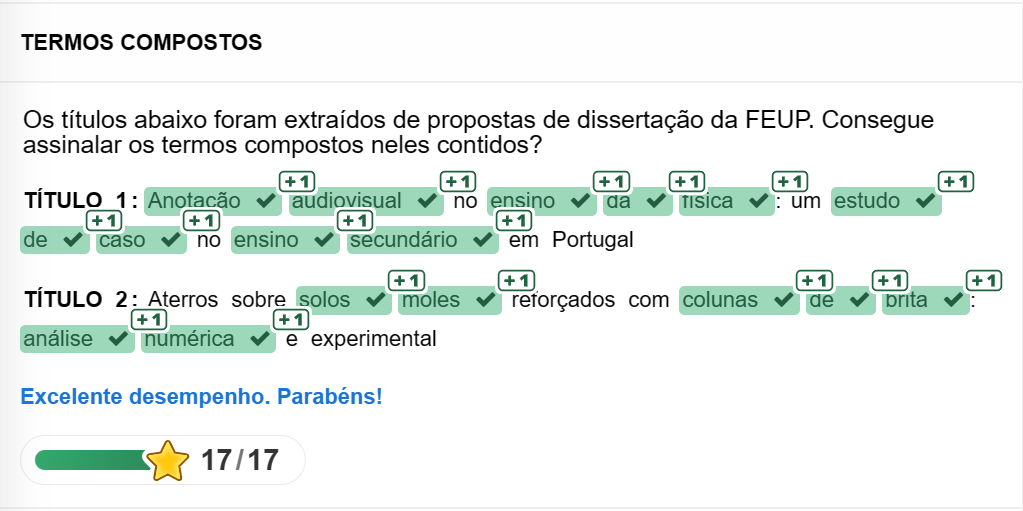 TERMOS COMPOSTOS
Os títulos abaixo foram extraídos de propostas de dissertação da FEUP. Consegue
assinalar os termos compostos neles contidos?
+1 +1 +1 +1 +1 +1
TÍTULO 1: Anotação audiovisual no ensino da física: um estudo
+1 +1 +1 +1
de caso no ensino secundário em Portugal
+1 +1 +1 +1 +1
TÍTULO 2: Aterros sobre solos moles reforçados com colunas de brita:
+1 +1
análise numérica e experimental
Excelente desempenho. Parabéns!
17/17